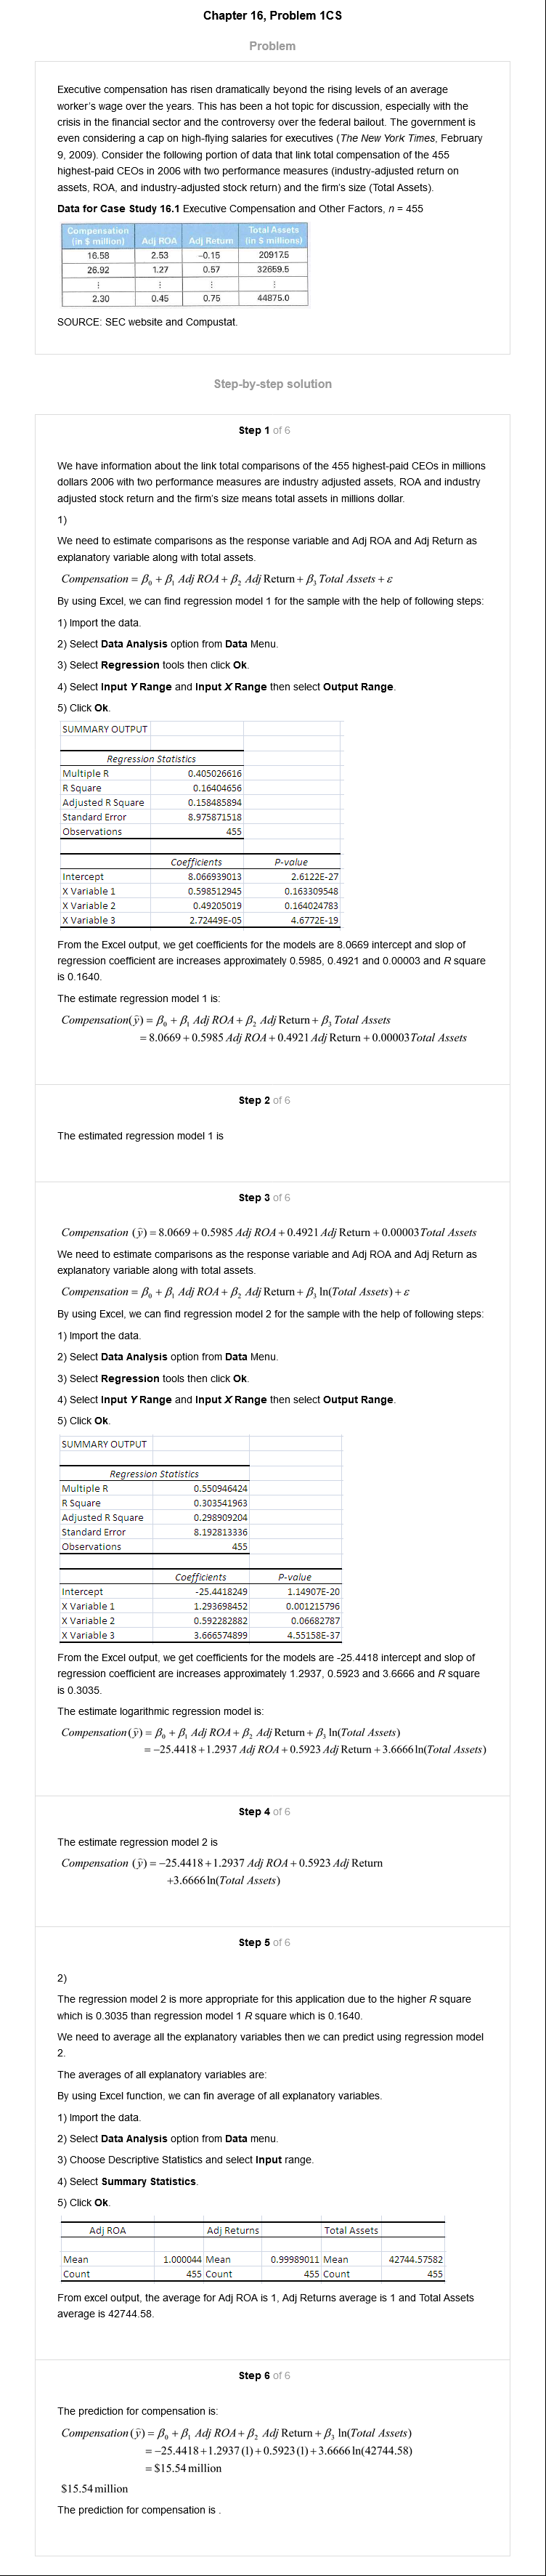 Chapter 16, Problem 1CS
Problem
Executive compensation has risen dramatically beyond the rising levels of an average
worker's wage over the years. This has been a hot topic for discussion, especially with the
crisis in the financial sector and the controversy over the federal bailout. The government is
even considering a cap on high-flying salaries for executives (The New York Times, February
9, 2009). Consider the following portion of data that link total compensation of the 455
highest-paid CEOs in 2006 with two performance measures (industry-adjusted return on
assets, ROA, and industry-adjusted stock return) and the firm's size (Total Assets).
Data for Case Study 16.1 Executive Compensation and Other Factors, n = 455
Compensation (in $ million) Adj ROA Adj Return Total Assets (in $ millions)
16.58 2.53 −0.15 20917.5
26.92 1.27 0.57 32659.5
⋮ ⋮ ⋮ ⋮
2.30 0.45 0.75 44875.0
SOURCE: SEC website and Compustat.
Step-by-step solution
Step 1 of 6
We have information about the link total comparisons of the 455 highest-paid CEOs in millions
dollars 2006 with two performance measures are industry adjusted assets, ROA and industry
adjusted stock return and the firm's size means total assets in millions dollar.
1)
We need to estimate comparisons as the response variable and Adj ROA and Adj Return as
explanatory variable along with total assets.
Compensation = β₀ + β₁ Adj ROA + β₂ Adj Return + β₃ Total Assets + ε
By using Excel, we can find regression model 1 for the sample with the help of following steps:
1) Import the data.
2) Select Data Analysis option from Data Menu.
3) Select Regression tools then click Ok.
4) Select Input Y Range and Input X Range then select Output Range.
5) Click Ok.
SUMMARY OUTPUT
Regression Statistics
Multiple R 0.405026616
R Square 0.16404656
Adjusted R Square 0.158485894
Standard Error 8.975871518
Observations 455
Coefficients P-value
Intercept 8.066939013 2.6122E-27
X Variable 1 0.598512945 0.163309548
X Variable 2 0.49205019 0.164024783
X Variable 3 2.72449E-05 4.6772E-19
From the Excel output, we get coefficients for the models are 8.0669 intercept and slop of
regression coefficient are increases approximately 0.5985, 0.4921 and 0.00003 and R square
is 0.1640.
The estimate regression model 1 is:
Compensation(ŷ) = β₀ + β₁ Adj ROA + β₂ Adj Return + β₃ Total Assets
= 8.0669 + 0.5985 Adj ROA + 0.4921 Adj Return + 0.00003 Total Assets
Step 2 of 6
The estimated regression model 1 is
Step 3 of 6
Compensation (ŷ) = 8.0669 + 0.5985 Adj ROA + 0.4921 Adj Return + 0.00003 Total Assets
We need to estimate comparisons as the response variable and Adj ROA and Adj Return as
explanatory variable along with total assets.
Compensation = β₀ + β₁ Adj ROA + β₂ Adj Return + β₃ ln(Total Assets) + ε
By using Excel, we can find regression model 2 for the sample with the help of following steps:
1) Import the data.
2) Select Data Analysis option from Data Menu.
3) Select Regression tools then click Ok.
4) Select Input Y Range and Input X Range then select Output Range.
5) Click Ok.
SUMMARY OUTPUT
Regression Statistics
Multiple R 0.550946424
R Square 0.303541963
Adjusted R Square 0.298909204
Standard Error 8.192813336
Observations 455
Coefficients P-value
Intercept -25.4418249 1.14907E-20
X Variable 1 1.293698452 0.001215796
X Variable 2 0.592282882 0.06682787
X Variable 3 3.666574899 4.55158E-37
From the Excel output, we get coefficients for the models are -25.4418 intercept and slop of
regression coefficient are increases approximately 1.2937, 0.5923 and 3.6666 and R square
is 0.3035.
The estimate logarithmic regression model is:
Compensation(ŷ) = β₀ + β₁ Adj ROA + β₂ Adj Return + β₃ ln(Total Assets)
= −25.4418 + 1.2937 Adj ROA + 0.5923 Adj Return + 3.6666 ln(Total Assets)
Step 4 of 6
The estimate regression model 2 is
Compensation (ŷ) = −25.4418 + 1.2937 Adj ROA + 0.5923 Adj Return
+3.6666 ln(Total Assets)
Step 5 of 6
2)
The regression model 2 is more appropriate for this application due to the higher R square
which is 0.3035 than regression model 1 R square which is 0.1640.
We need to average all the explanatory variables then we can predict using regression model
2.
The averages of all explanatory variables are:
By using Excel function, we can fin average of all explanatory variables.
1) Import the data.
2) Select Data Analysis option from Data menu.
3) Choose Descriptive Statistics and select Input range.
4) Select Summary Statistics.
5) Click Ok.
Adj ROA Adj Returns Total Assets
Mean 1.000044 Mean 0.99989011 Mean 42744.57582
Count 455 Count 455 Count 455
From excel output, the average for Adj ROA is 1, Adj Returns average is 1 and Total Assets
average is 42744.58.
Step 6 of 6
The prediction for compensation is:
Compensation (ŷ) = β₀ + β₁ Adj ROA + β₂ Adj Return + β₃ ln(Total Assets)
= −25.4418 + 1.2937 (1) + 0.5923 (1) + 3.6666 ln(42744.58)
= $15.54 million
$15.54 million
The prediction for compensation is .